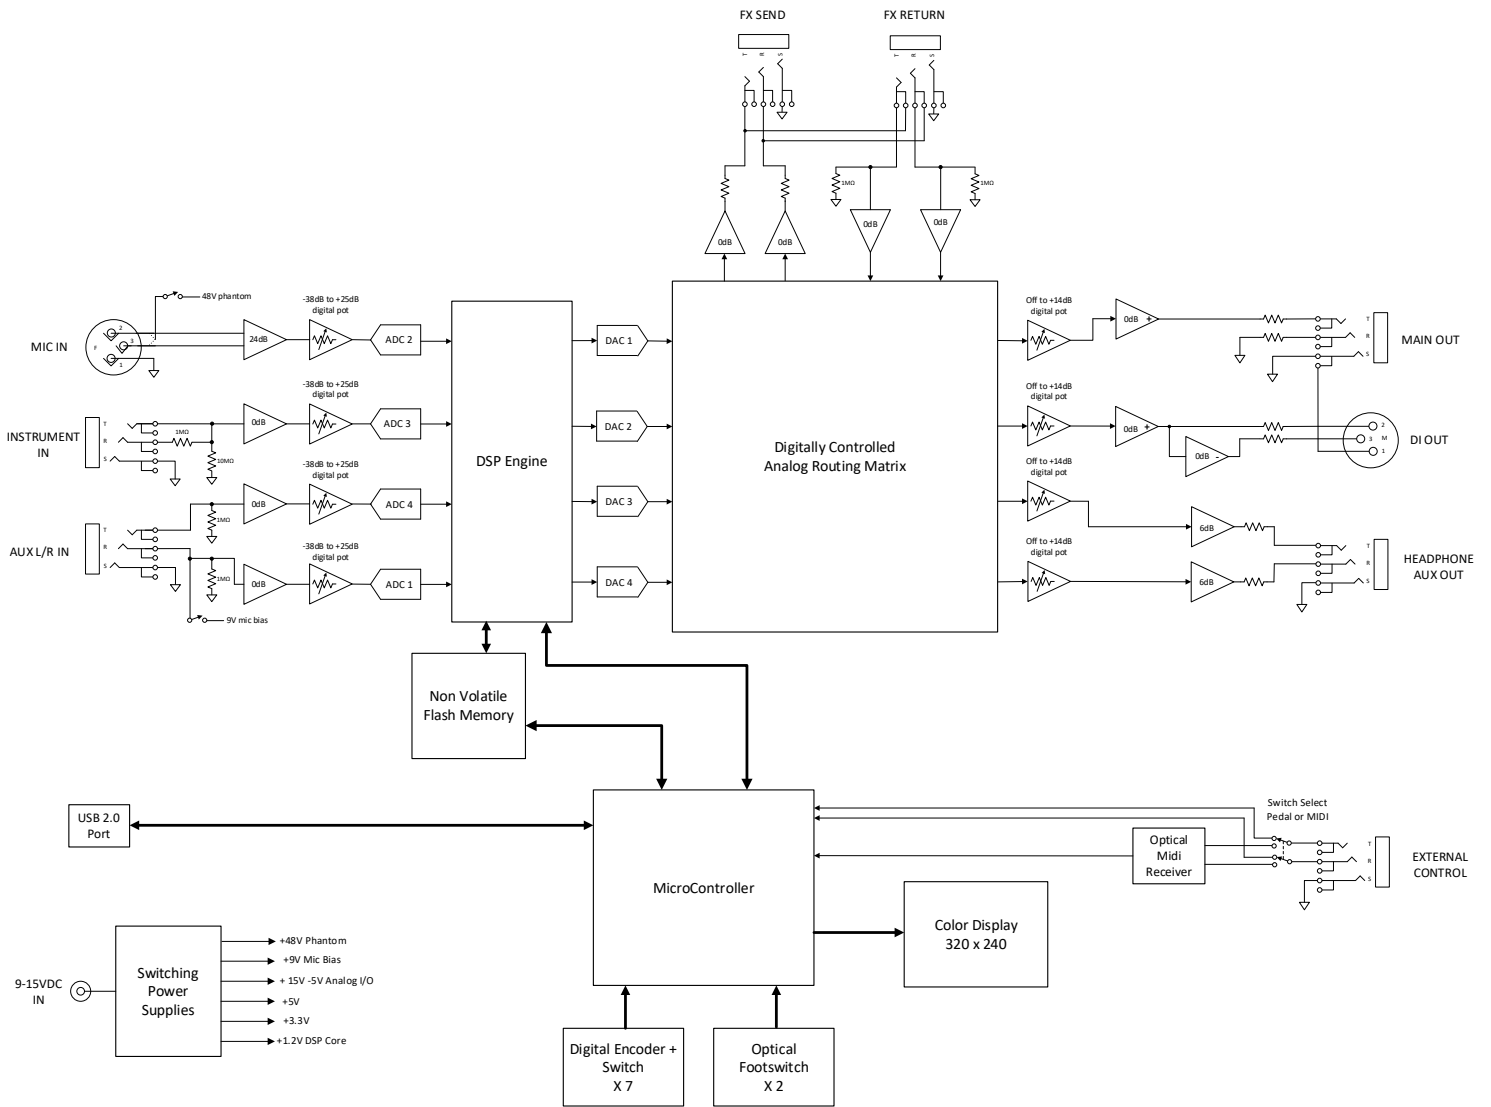 FX SEND
FX RETURN
T
R
S
T
R
S
1MΩ
1MΩ
0dB
0dB
0dB
0dB
48V phantom
-38dB to +25dB
digital pot
MIC IN
F
2
3
1
24dB
ADC 2
-38dB to +25dB
digital pot
INSTRUMENT
IN
T
R
S
1MΩ
10MΩ
0dB
ADC 3
-38dB to +25dB
digital pot
AUX L/R IN
T
R
S
1MΩ
0dB
ADC 4
-38dB to +25dB
digital pot
1MΩ
0dB
ADC 1
9V mic bias
DSP Engine
DAC 1
DAC 2
DAC 3
DAC 4
Digitally Controlled
Analog Routing Matrix
Off to +14dB
digital pot
0dB
+
T
R
S
MAIN OUT
Off to +14dB
digital pot
0dB
+
0dB
-
2
3
M
1
DI OUT
Off to +14dB
digital pot
6dB
Off to +14dB
digital pot
6dB
T
R
S
HEADPHONE
AUX OUT
Non Volatile
Flash Memory
USB 2.0
Port
MicroController
Switch Select
Pedal or MIDI
Optical
Midi
Receiver
T
R
S
EXTERNAL
CONTROL
Color Display
320 x 240
9-15VDC
IN
Switching
Power
Supplies
+48V Phantom
+9V Mic Bias
+ 15V -5V Analog I/O
+5V
+3.3V
+1.2V DSP Core
Digital Encoder +
Switch
X 7
Optical
Footswitch
X 2